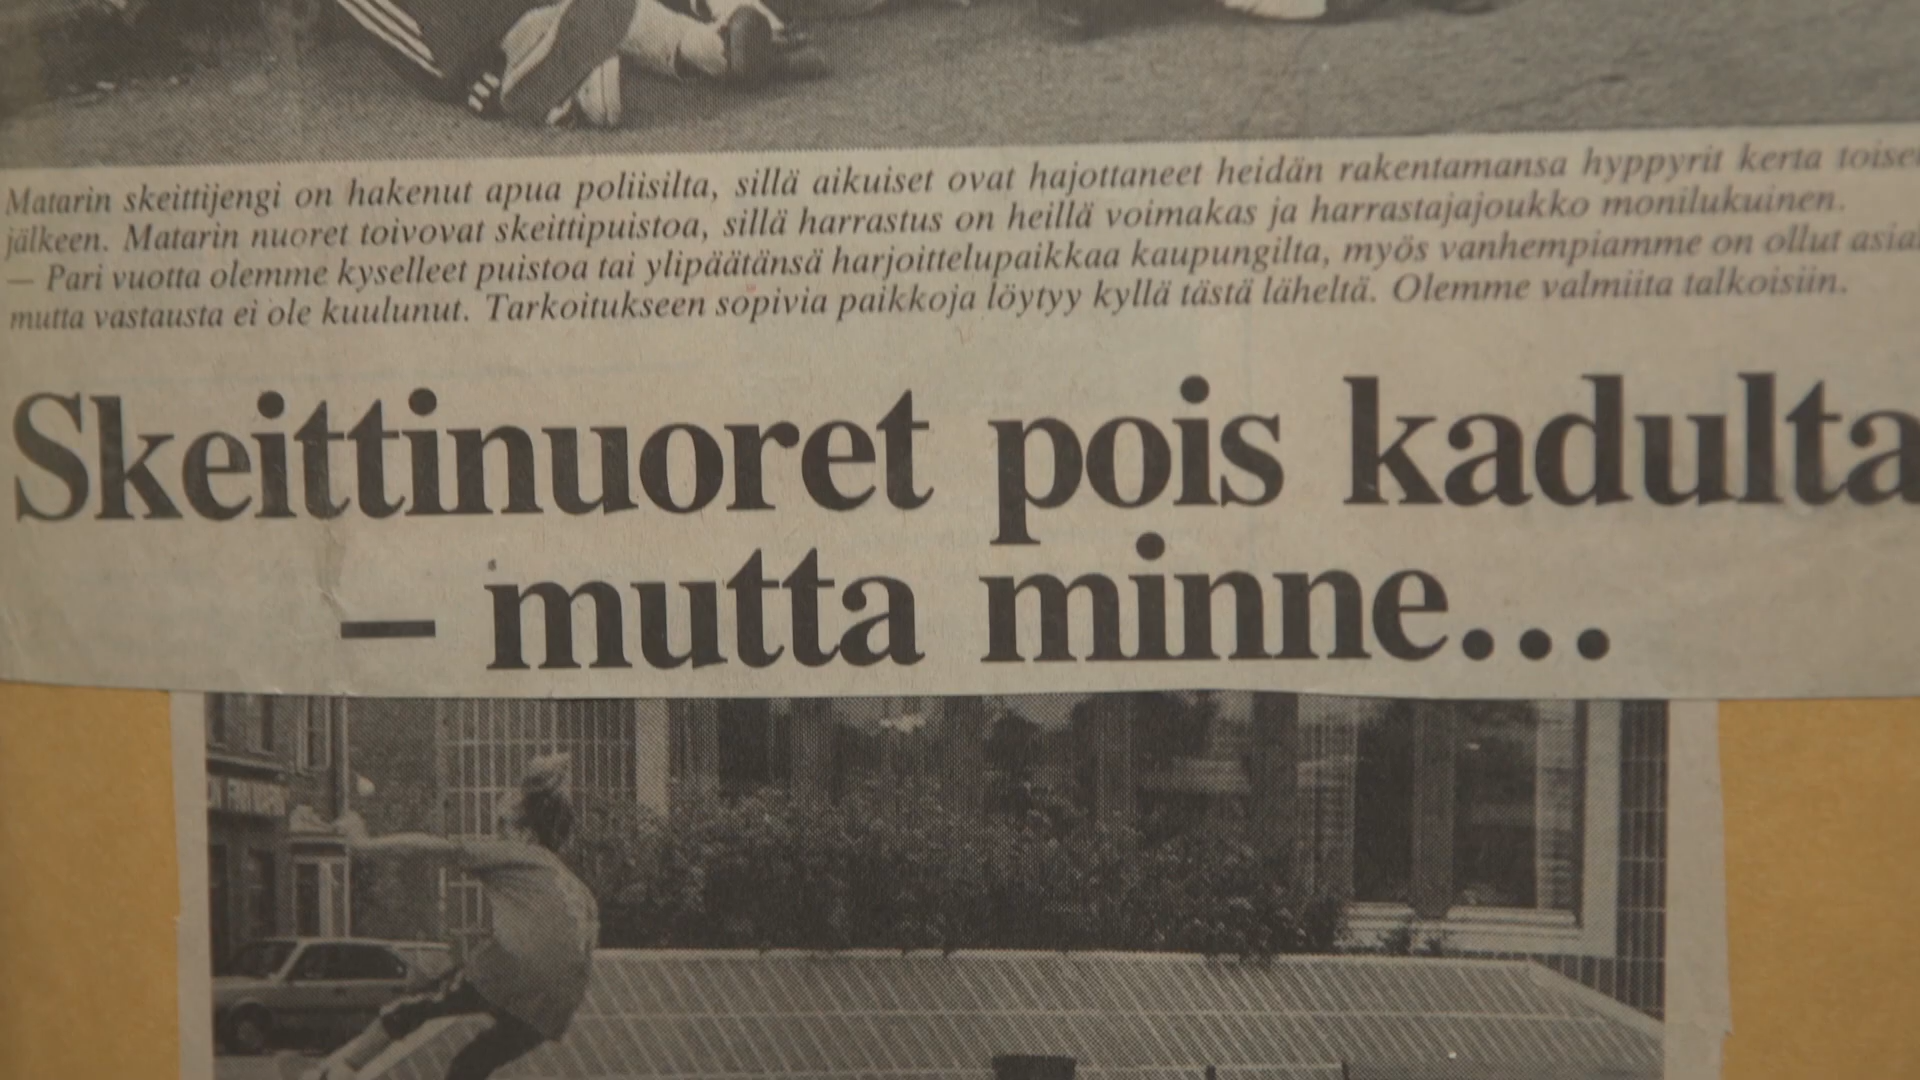 Matarin skeittijengi on hakenut apua poliisilta, sillä aikuiset ovat hajottaneet heidän rakentamansa hyppyrit kerta
jälkeen. Matarin nuoret toivovat skeittipuistoa, sillä harrastus on heillä voimakas ja harrastajajoukko monilukuinen.
— Pari vuotta olemme kyselleet puistoa tai ylipäätänsä harjoittelupaikkaa kaupungilta, myös vanhempiamme on ollut
mutta vastausta ei ole kuulunut. Tarkoitukseen sopivia paikkoja löytyy kyllä tästä läheltä. Olemme valmiita talkoisiin.
Skeittinuoret pois kadulta
– mutta minne...